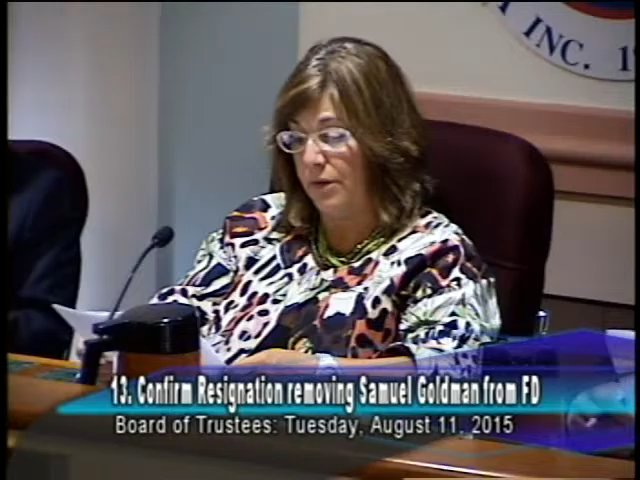 INC. 1
13. Confirm Resignation removing Samuel Goldman from FD
Board of Trustees: Tuesday, August 11, 2015